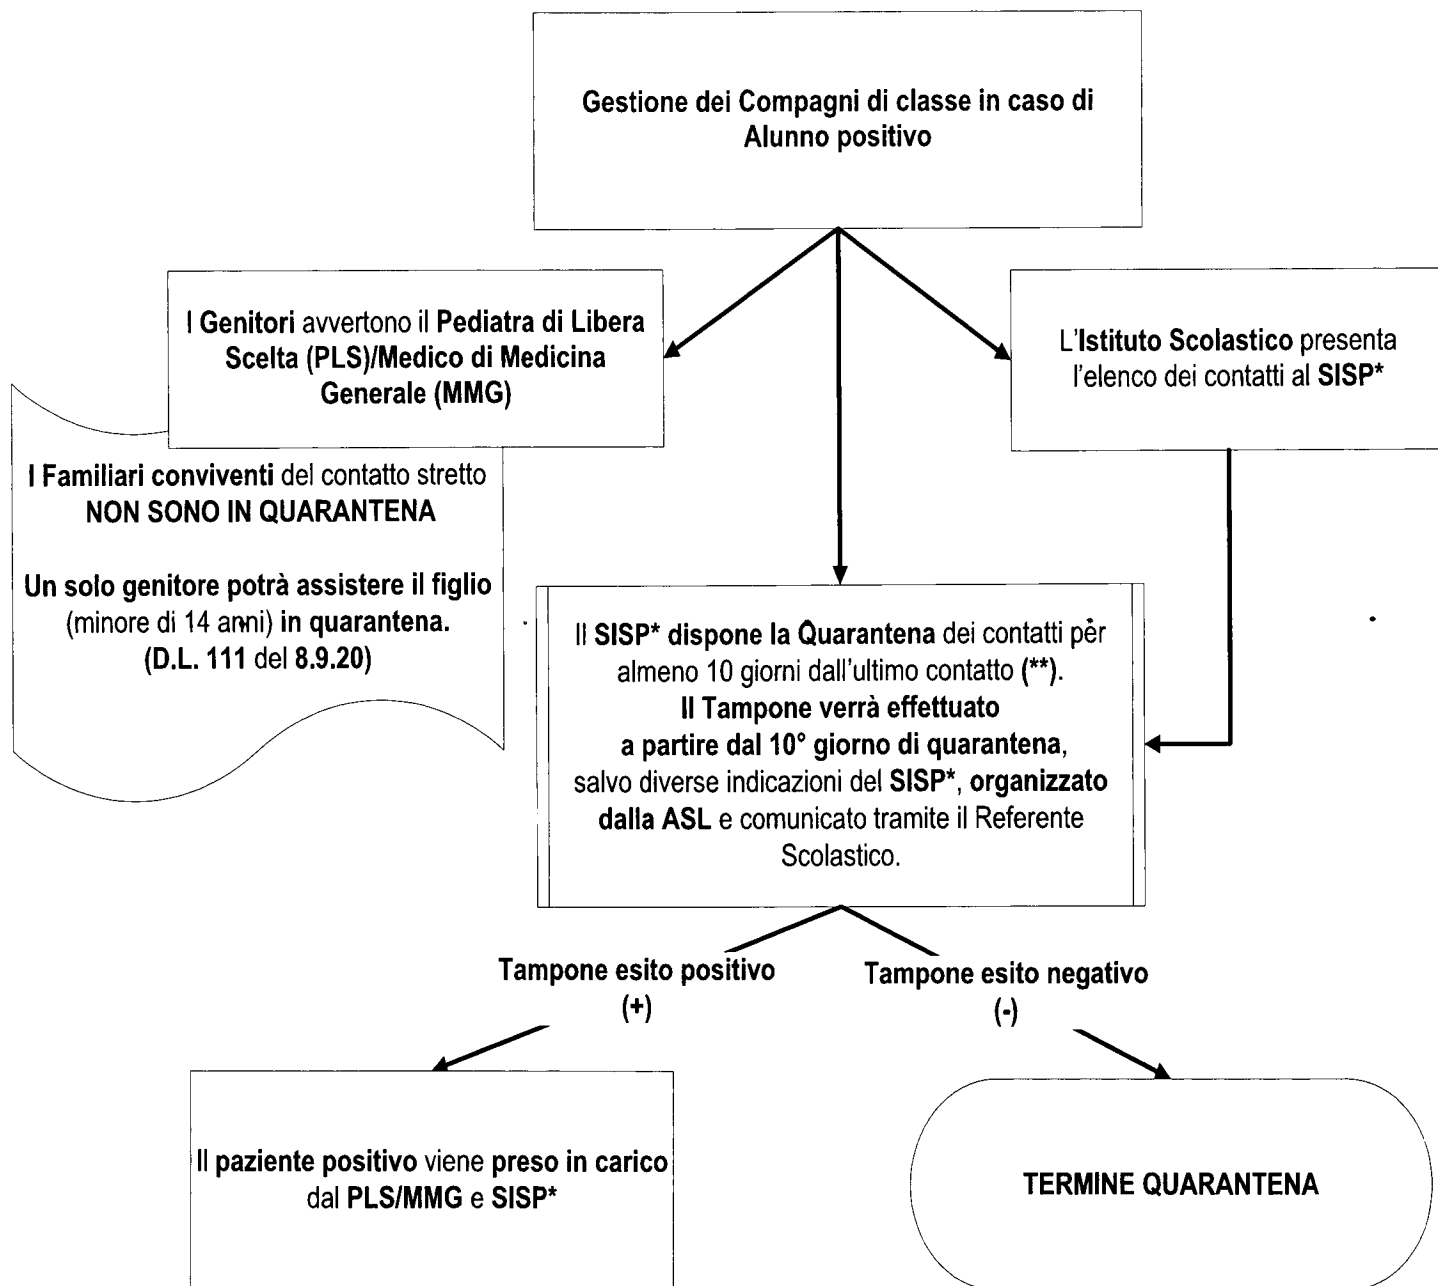 Gestione dei Compagni di classe in caso di
Alunno positivo
I Genitori avvertono il Pediatra di Libera
Scelta (PLS)/Medico di Medicina
Generale (MMG)
L'Istituto Scolastico presenta
l'elenco dei contatti al SISP*
I Familiari conviventi del contatto stretto
NON SONO IN QUARANTENA
Un solo genitore potrà assistere il figlio
(minore di 14 anni) in quarantena.
(D.L. 111 del 8.9.20)
Il SISP* dispone la Quarantena dei contatti per
almeno 10 giorni dall'ultimo contatto (**).
Il Tampone verrà effettuato
a partire dal 10° giorno di quarantena,
salvo diverse indicazioni del SISP*, organizzato
dalla ASL e comunicato tramite il Referente
Scolastico.
Tampone esito positivo
(+)
Tampone esito negativo
(-)
Il paziente positivo viene preso in carico
dal PLS/MMG e SISP*
TERMINE QUARANTENA